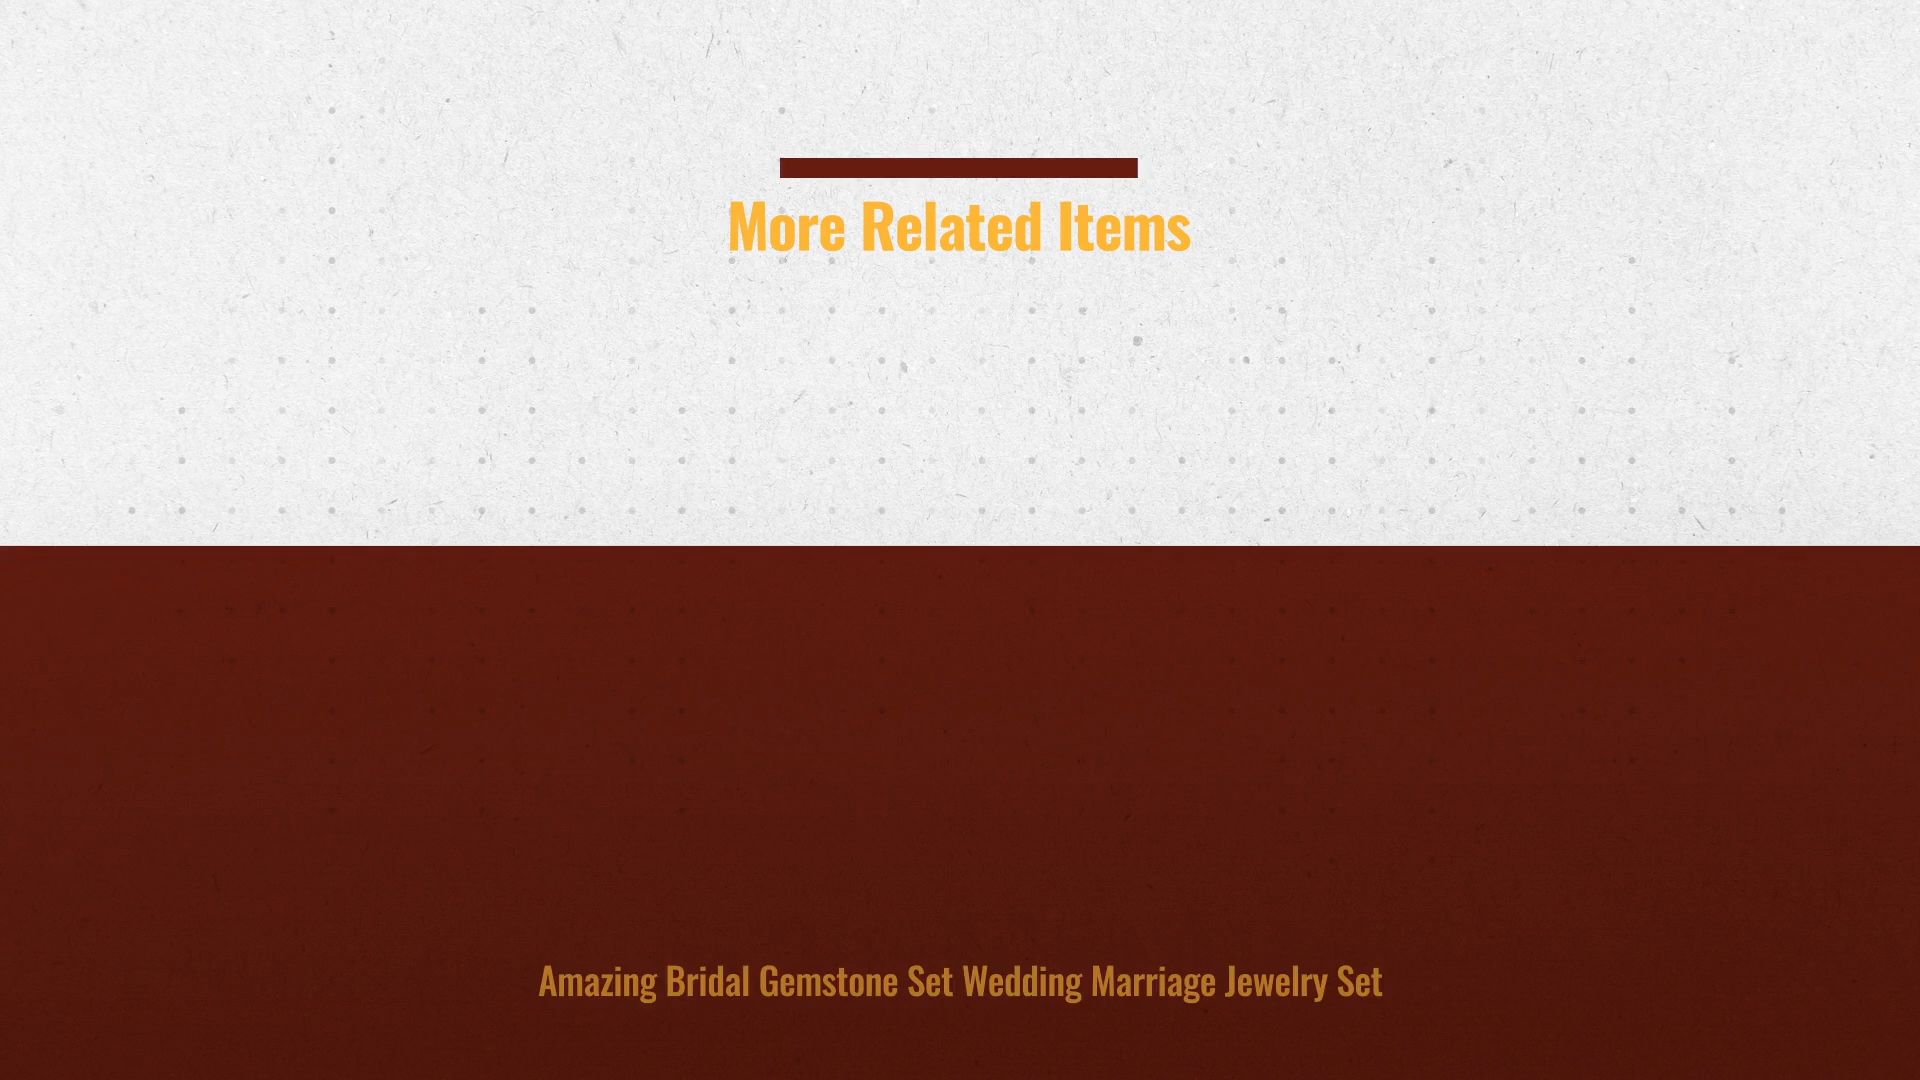 More Related Items
Amazing Bridal Gemstone Set Wedding Marriage Jewelry Set